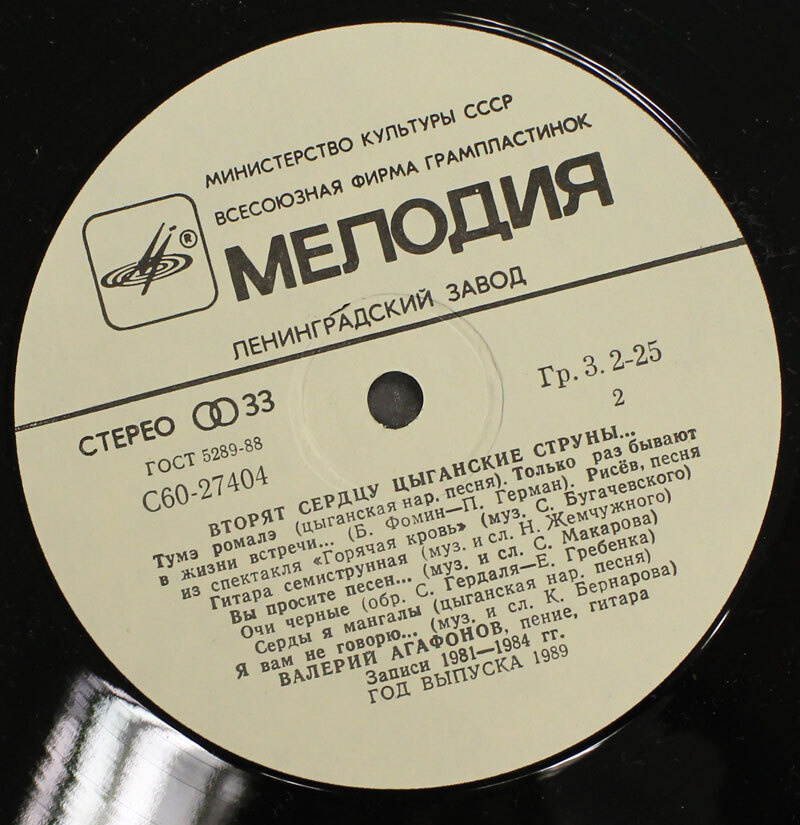 МИНИСТЕРСТВО КУЛЬТУРЫ СССР
ВСЕСОЮЗНАЯ ФИРМА ГРАМПЛАСТИНОК
®
МЕЛОДИЯ
ЛЕНИНГРАДСКИЙ ЗАВОД
СТЕРЕО 33
Гр. 3. 2-25
ГОСТ 5289-88
2
С60-27404
ВТОРЯТ СЕРДЦУ ЦЫГАНСКИЕ СТРУНЫ...
Тумэ ромалэ (цыганская нар. песня). Только раз бывают
в жизни встречи... (Б. Фомин—П. Герман). Рисёв, песня
из спектакля «Горячая кровь» (муз. С. Бугачевского)
Гитара семиструнная (муз. и сл. Н. Жемчужного)
Вы просите песен... (муз. и сл. С. Макарова)
Очи черные (обр. С. Гердаля—Е. Гребенка)
Серды я мангалы (цыганская нар. песня)
Я вам не говорю... (муз. и сл. К. Бернарова)
ВАЛЕРИЙ АГАФОНОВ, пение, гитара
Записи 1981—1984 гг.
ГОД ВЫПУСКА 1989